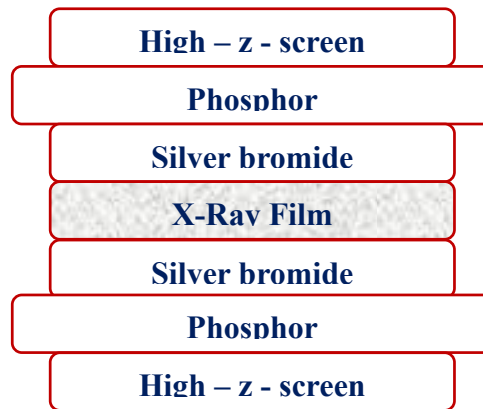 High – z - screen
Phosphor
Silver bromide
X-Ray Film
Silver bromide
Phosphor
High – z - screen